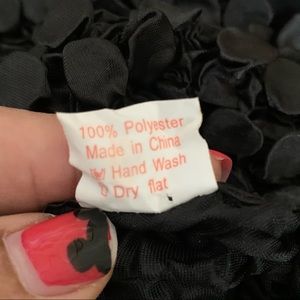 100% Polyester
Made in China
Hand Wash
Dry flat